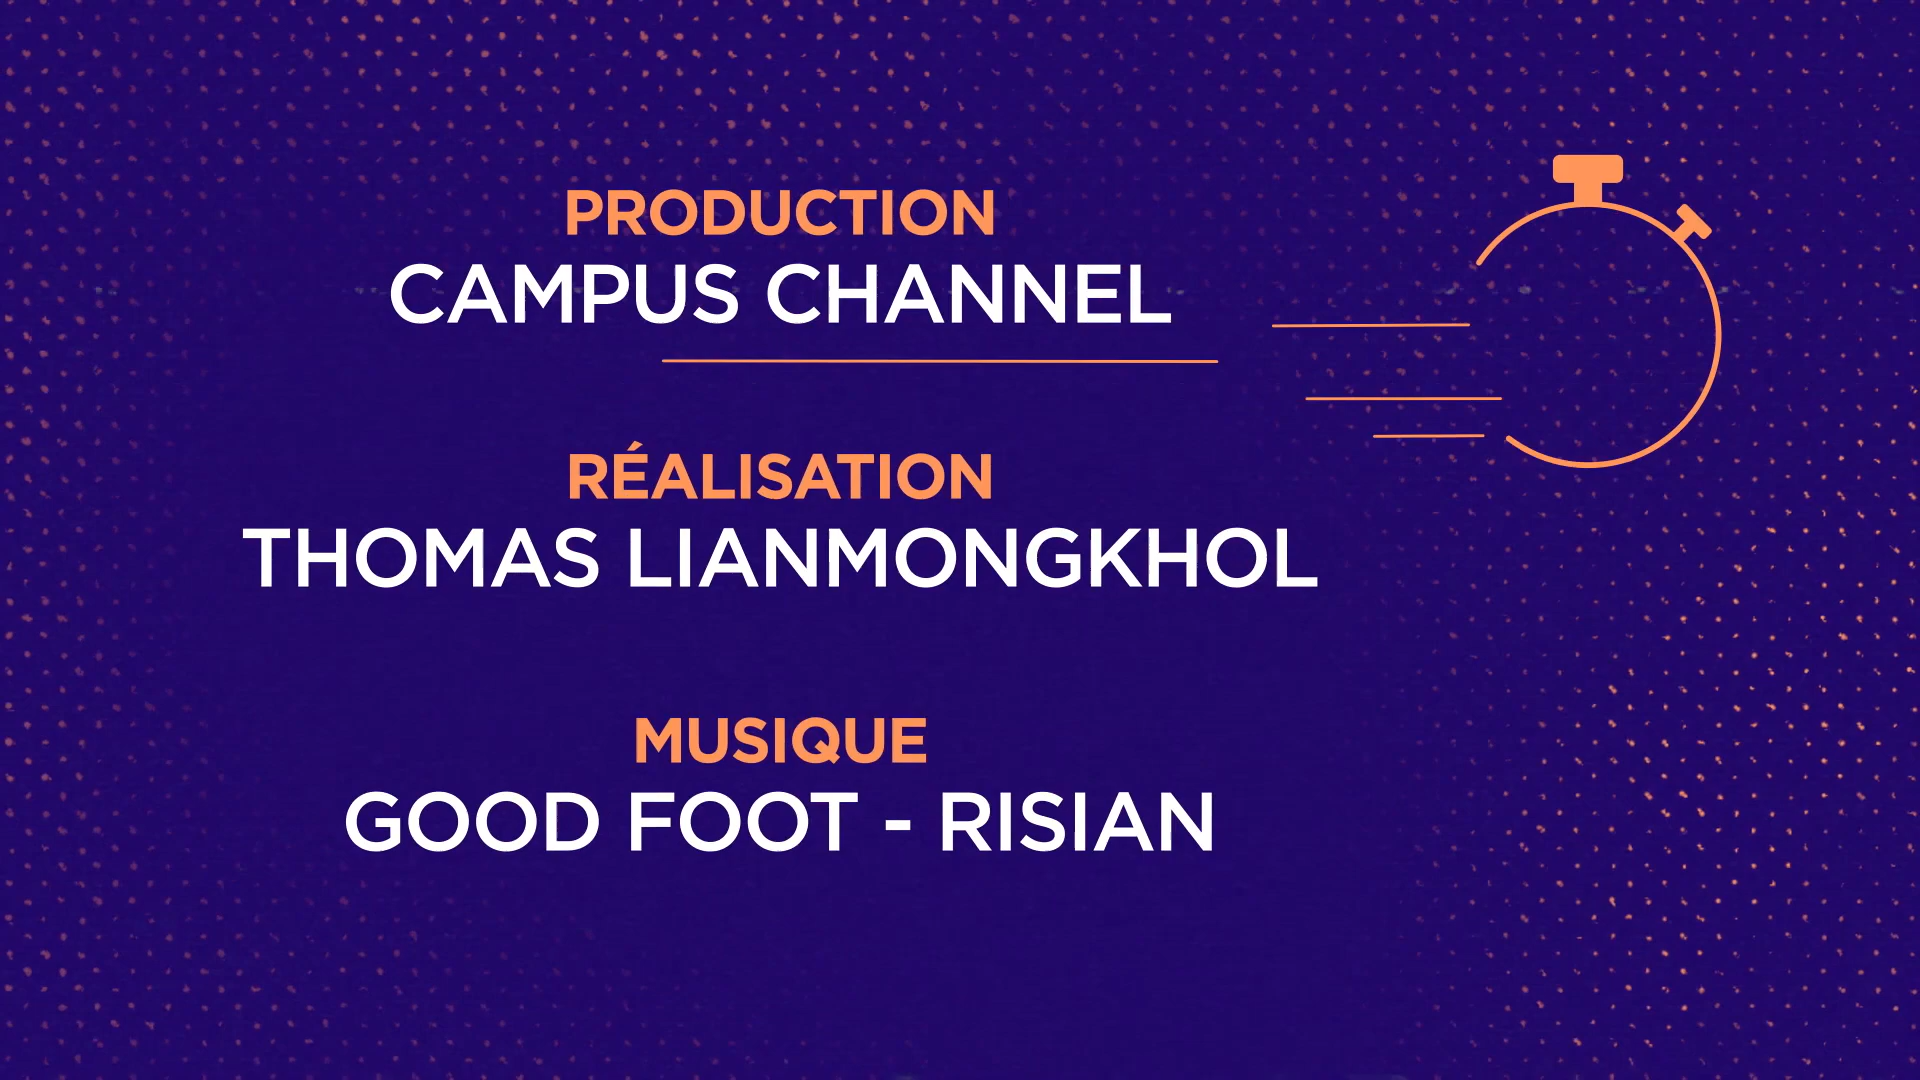 PRODUCTION
CAMPUS CHANNEL
RÉALISATION
THOMAS LIANMONGKHOL
MUSIQUE
GOOD FOOT - RISIAN